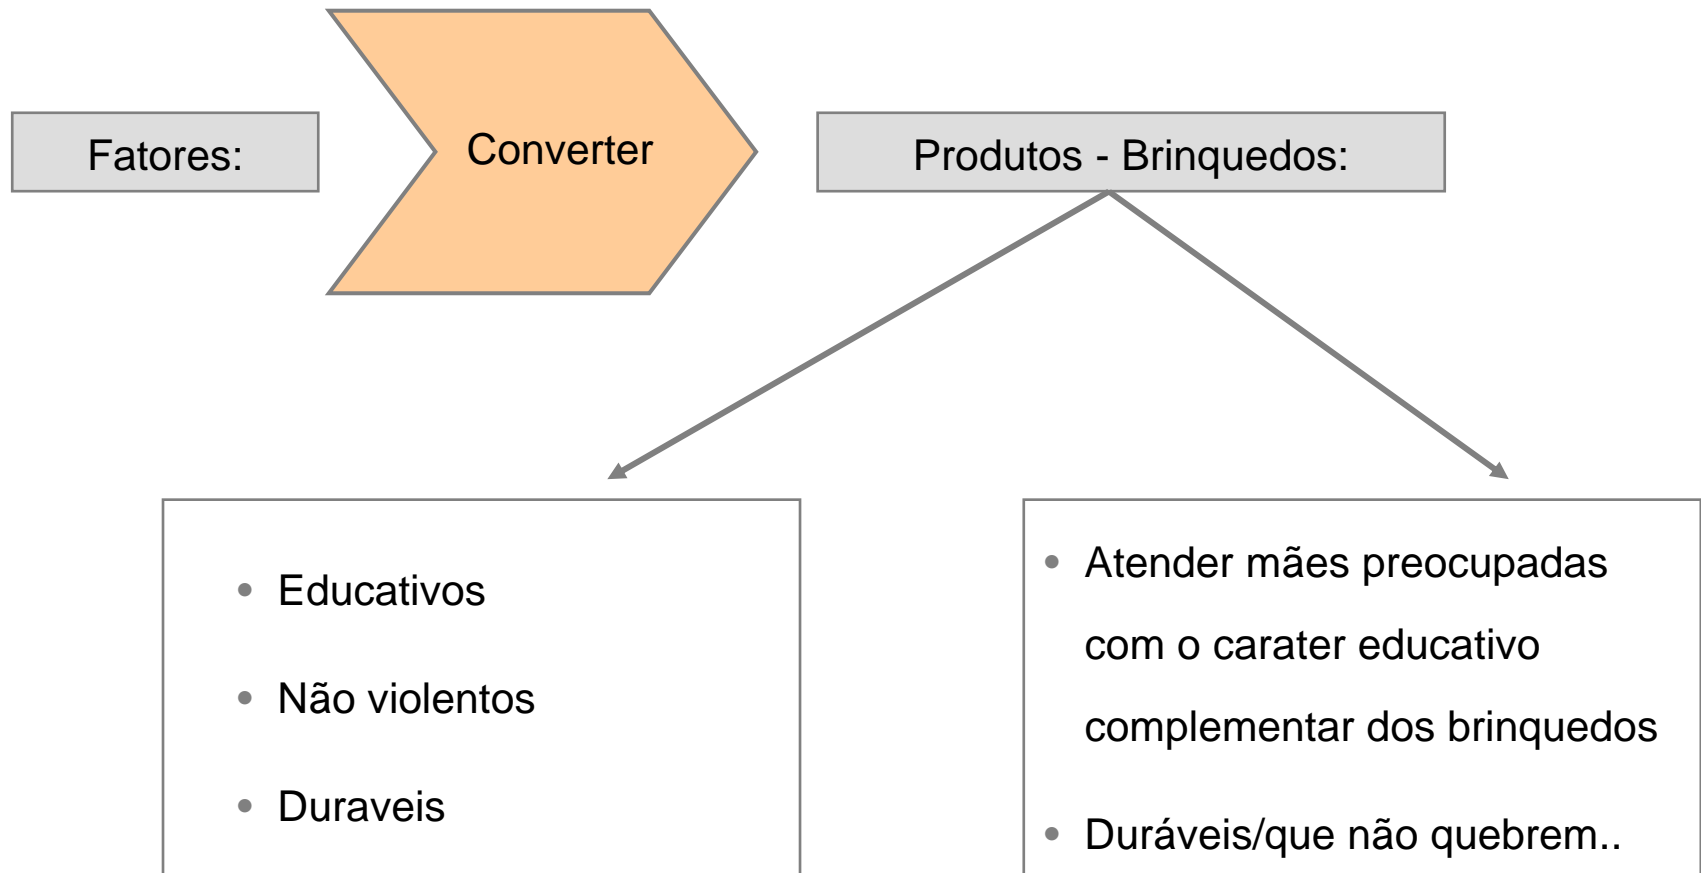 Fatores:
Converter
Produtos - Brinquedos:
• Educativos
• Não violentos
• Duraveis
• Atender mães preocupadas
com o carater educativo
complementar dos brinquedos
• Duráveis/que não quebrem..